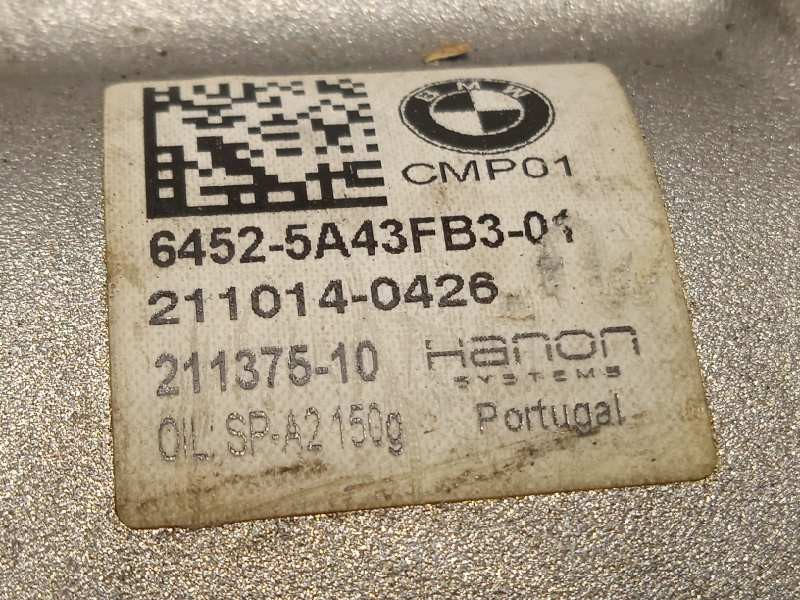 BMW
CMP01
6452-5A43FB3-01
211014-0426
211375-10
Hanon
SYSTEMS
OIL: SP-A2 150g
Portugal